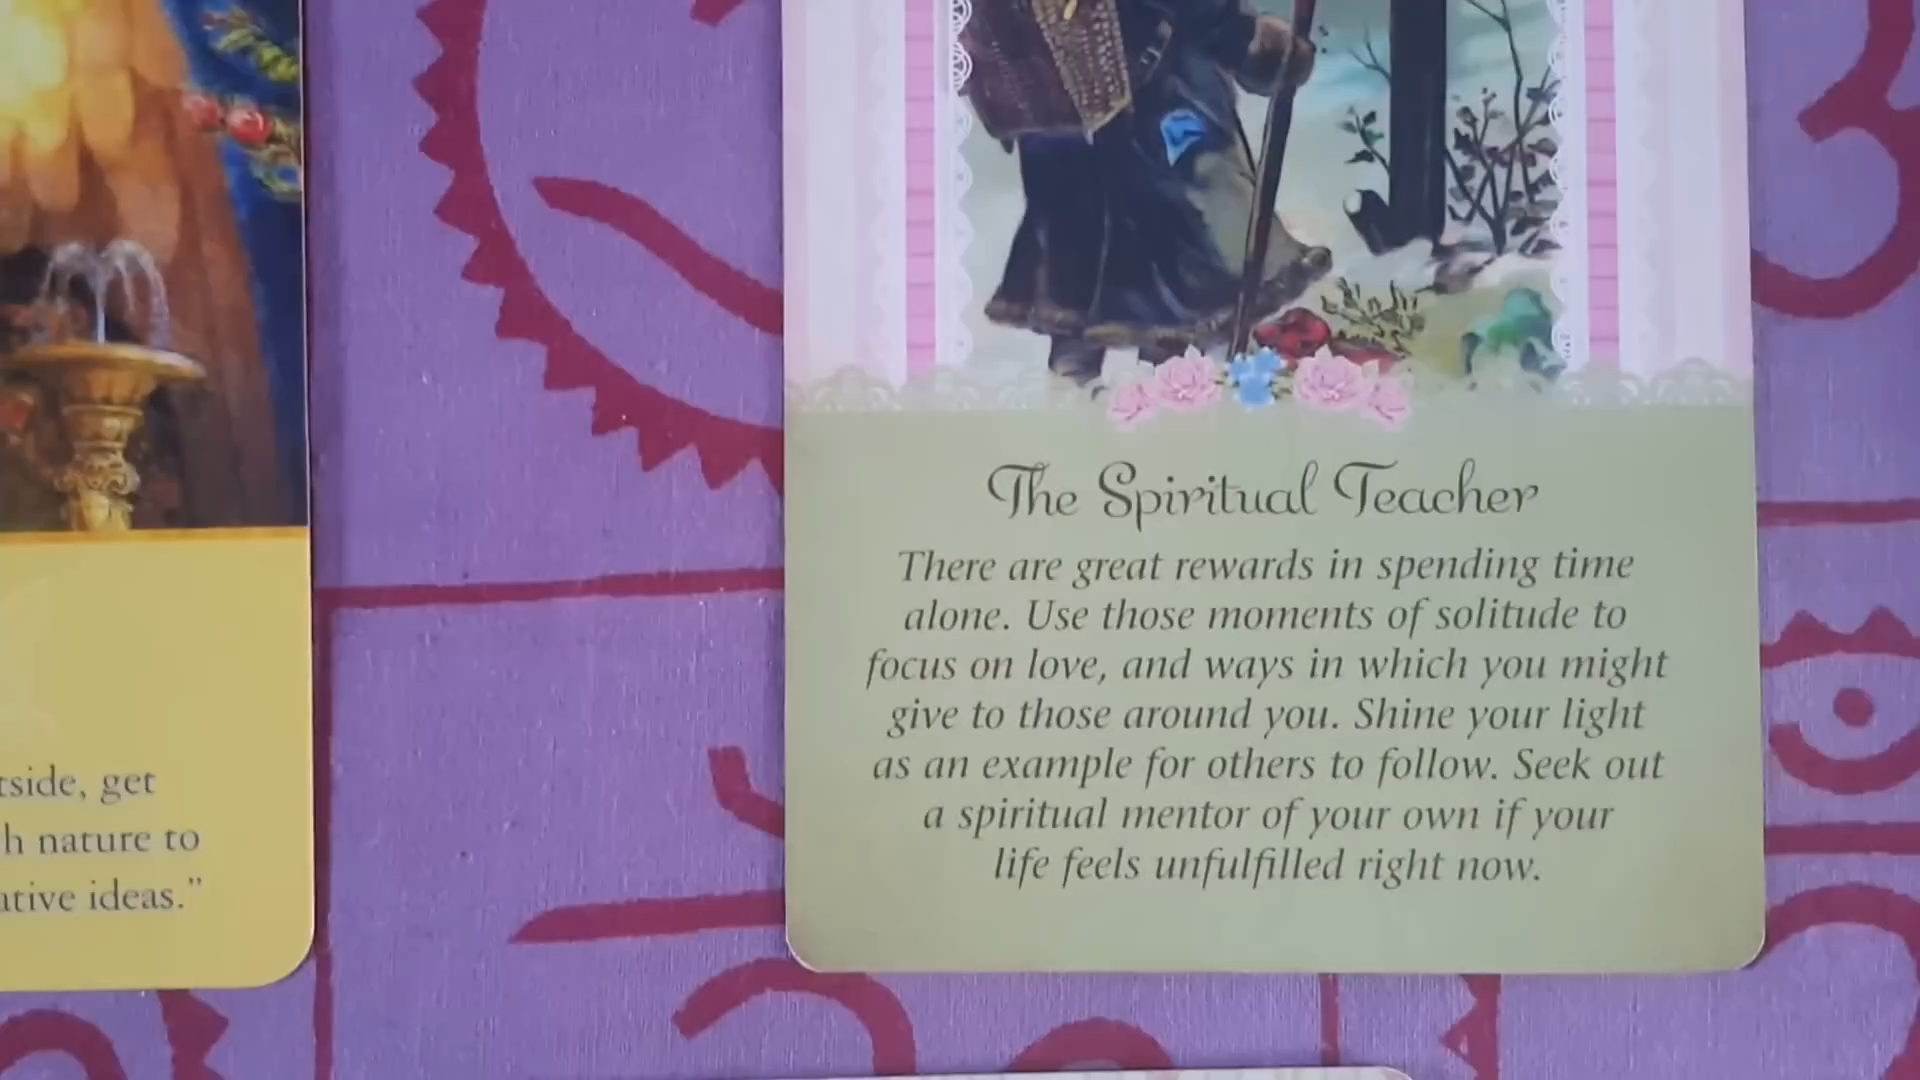 get
nature to
ideas."
The Spiritual Teacher
There are great rewards in spending time
alone. Use those moments of solitude to
focus on love, and ways in which you might
give to those around you. Shine your light
as an example for others to follow. Seek out
a spiritual mentor of your own if your
life feels unfulfilled right now.